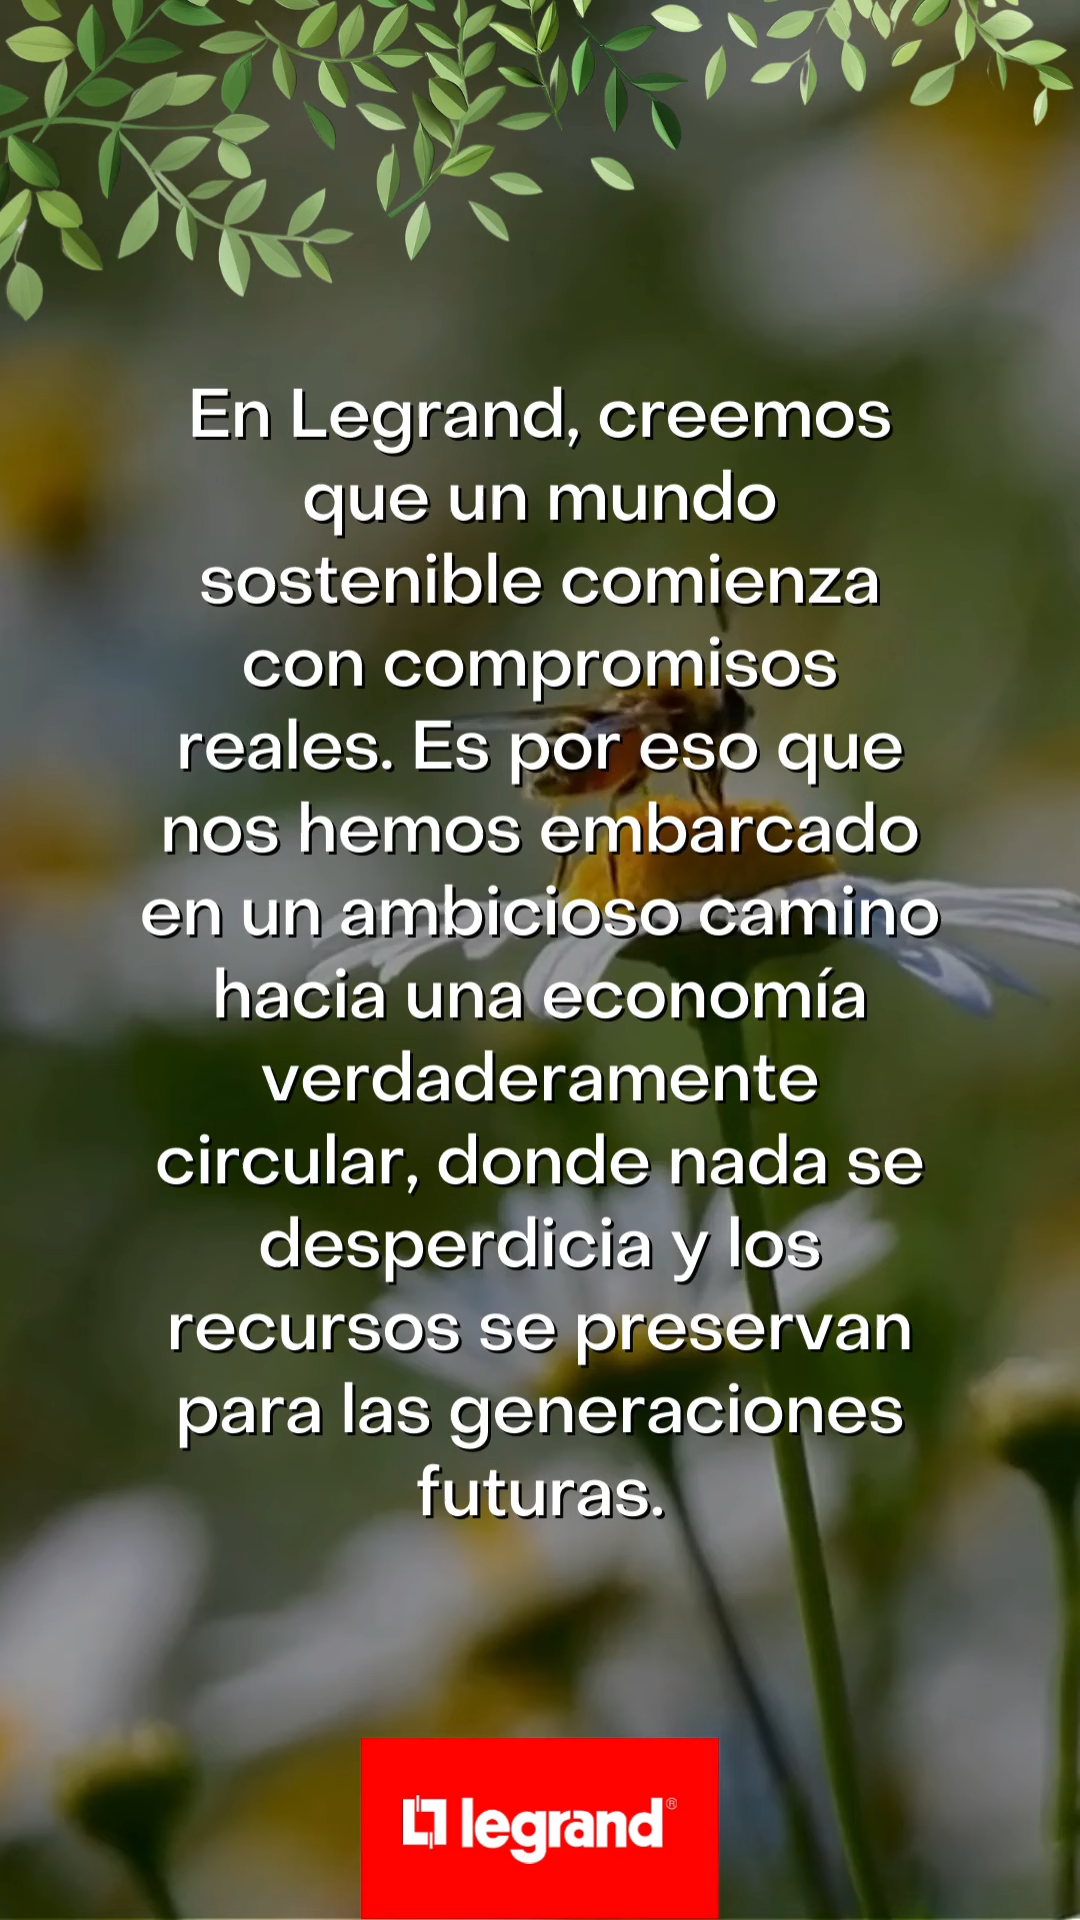 En Legrand, creemos
que un mundo
sostenible comienza
con compromisos
reales. Es por eso que
nos hemos embarcado
en un ambicioso camino
hacia una economía
verdaderamente
circular, donde nada se
desperdicia y los
recursos se preservan
para las generaciones
futuras.
legrand®